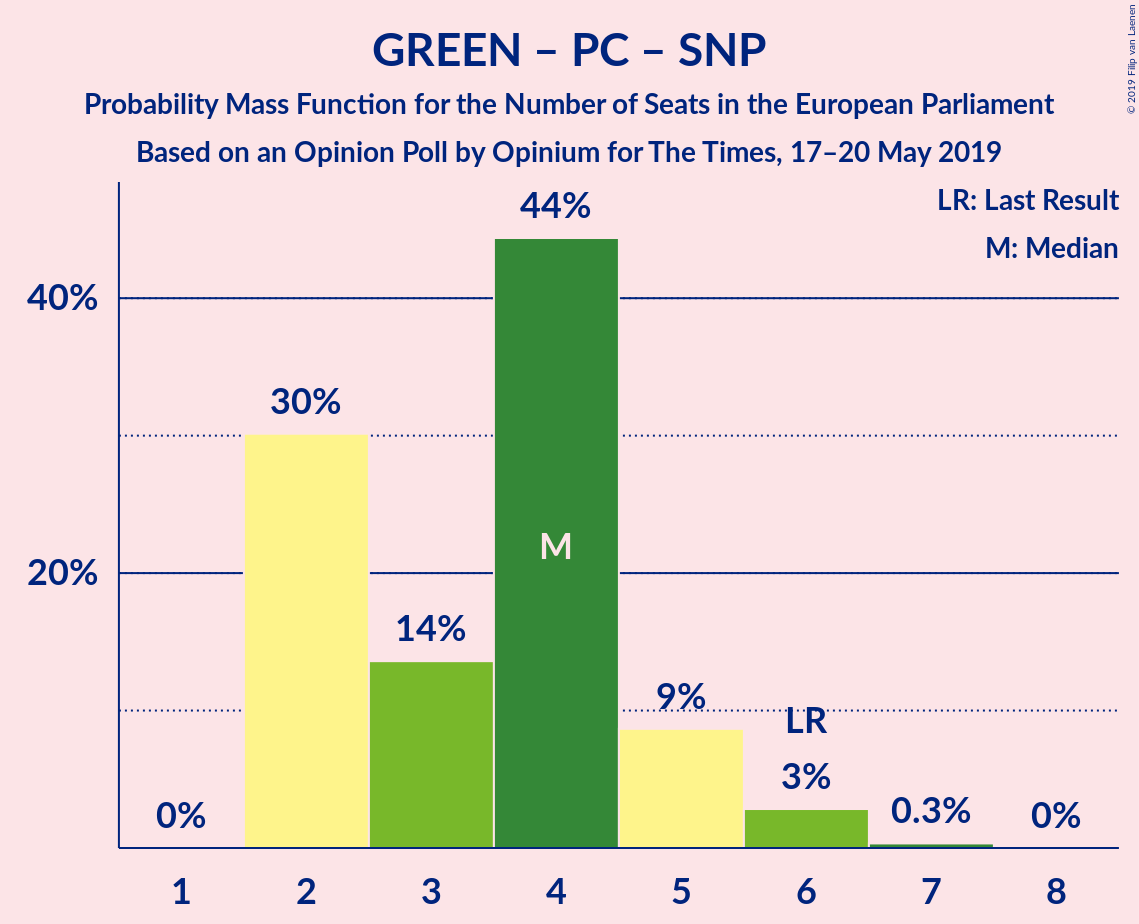 GREEN – PC – SNP
Probability Mass Function for the Number of Seats in the European Parliament
Based on an Opinion Poll by Opinium for The Times, 17–20 May 2019
© 2019 Filip van Laenen
LR: Last Result
M: Median
44%
40%
30%
M
20%
14%
9%
LR
3%
0.3%
0%
0%
1 2 3 4 5 6 7 8